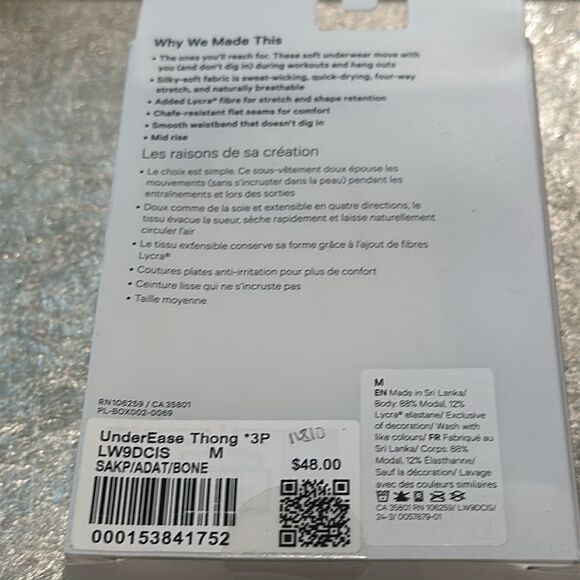 Why We Made This
• The ones you'll reach for. These soft underwear move with
you (and don't dig in) during workouts and hang outs
• Silky-soft fabric is sweat-wicking, quick-drying, four-way
stretch, and naturally breathable
• Added Lycra® fibre for stretch and shape retention
• Chafe-resistant flat seams for comfort
• Smooth waistband that doesn't dig in
• Mid rise
Les raisons de sa création
• Le choix est simple. Ce sous-vêtement doux épouse les
mouvements (sans s'incruster dans la peau) pendant les
entraînements et lors des sorties
• Doux comme de la soie et extensible en quatre directions, le
tissu évacue la sueur, sèche rapidement et laisse naturellement
circuler l'air
• Le tissu extensible conserve sa forme grâce à l'ajout de fibres
Lycra®
• Coutures plates anti-irritation pour plus de confort
• Ceinture lisse qui ne s'incruste pas
• Taille moyenne
RN106259 / CA 35801
PL-BOX002-0069
UnderEase Thong *3P
LW9DCIS M
SAKP/ADAT/BONE
$48.00
000153841752
M
EN Made in Sri Lanka/
Body: 88% Modal, 12%
Lycra® elastane/ Exclusive
of decoration/ Wash with
like colours/ FR Fabriqué au
Sri Lanka/ Corps: 88%
Modal, 12% Élasthanne/
Sauf la décoration/ Lavage
avec des couleurs similaires
CA 35801 RN 106259/ LW9DCIS/
24-3/ 0057879-01